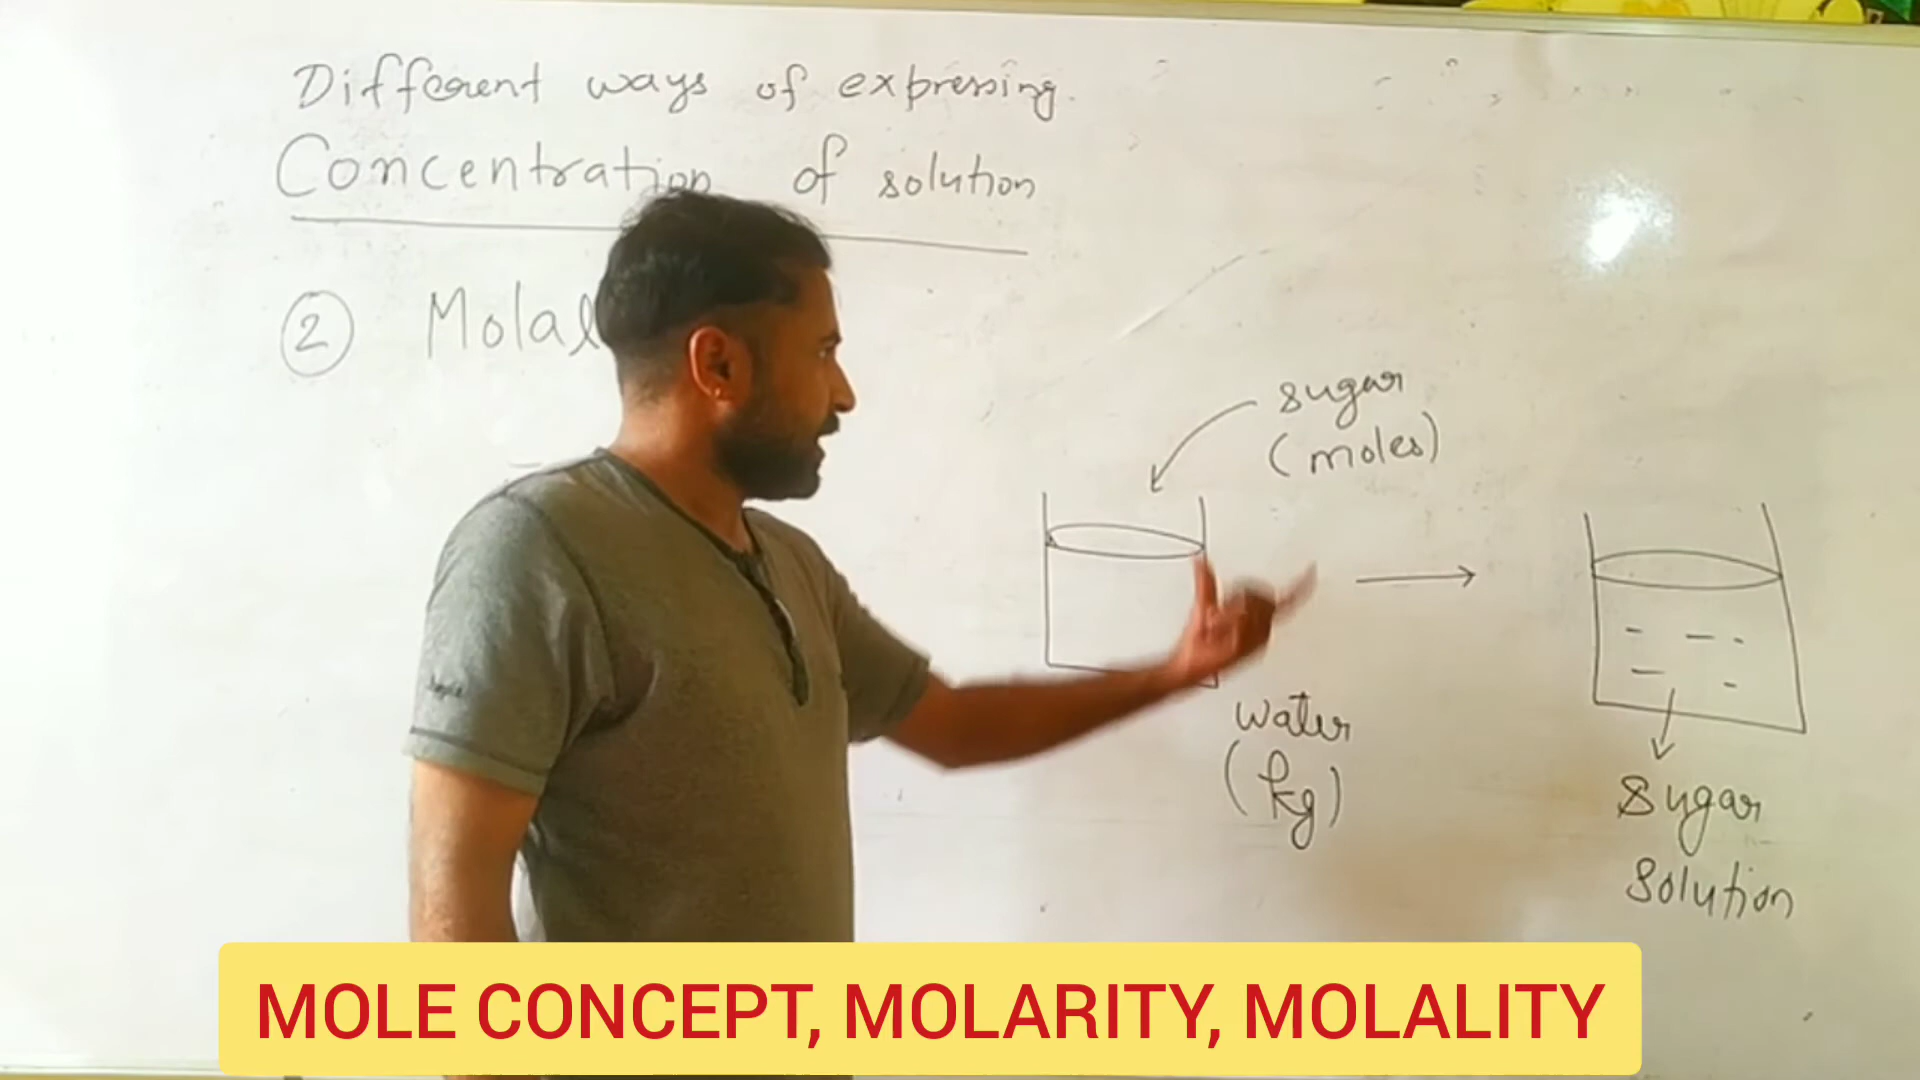 Different ways of expressing.
Concentration of solution
② Molal
sugar
(moles)
water
(kg)
Sugar
Solution
MOLE CONCEPT, MOLARITY, MOLALITY